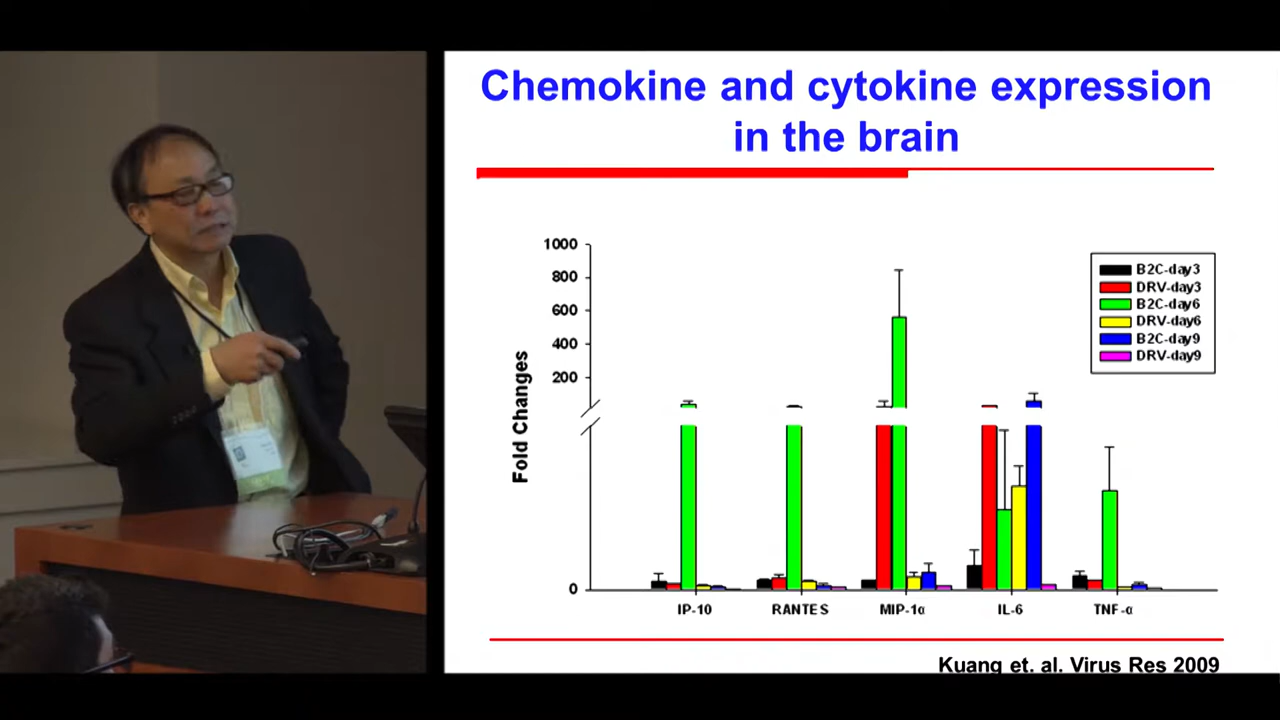 Chemokine and cytokine expression
in the brain
1000
800
600
400
200
0
Fold Changes
B2C-day3
DRV-day3
B2C-day6
DRV-day6
B2C-day9
DRV-day9
IP-10
RANTES
MIP-1α
IL-6
TNF-α
Kuang et. al. Virus Res 2009